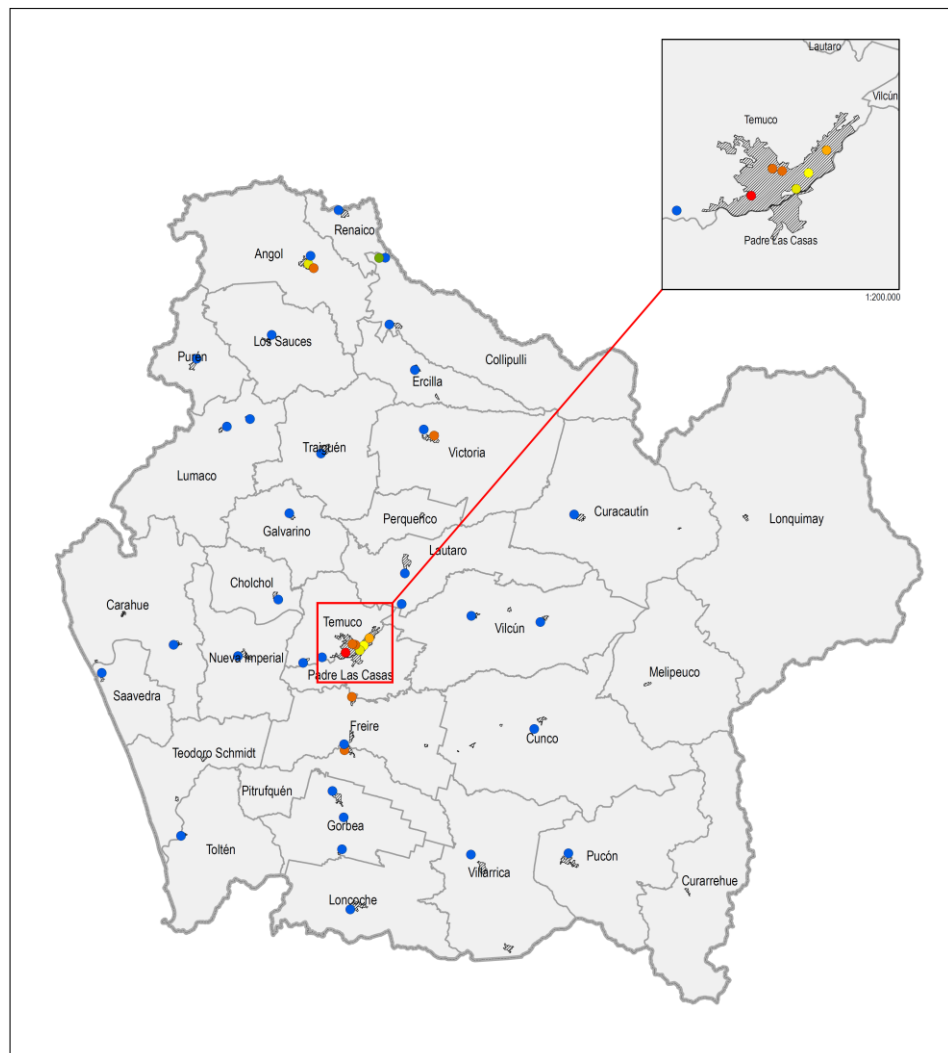 Lautaro
Vilcún
Temuco
Padre Las Casas
1:200.000
Renaico
Angol
Collipulli
Los Sauces
Purén
Ercilla
Traiguén
Victoria
Lumaco
Curacautín
Lonquimay
Perquenco
Galvarino
Lautaro
Cholchol
Carahue
Temuco
Vilcún
Nueva Imperial
Padre Las Casas
Melipeuco
Saavedra
Freire
Cunco
Teodoro Schmidt
Pitrufquén
Gorbea
Toltén
Pucón
Villarrica
Curarrehue
Loncoche